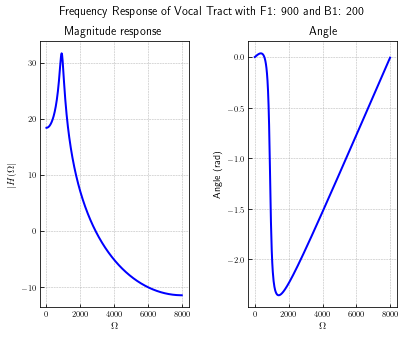 Frequency Response of Vocal Tract with F1: 900 and B1: 200
Magnitude response
|H(Ω|
30
20
10
0
−10
0 2000 4000 6000 8000
Ω
Angle
Angle (rad)
0.0
−0.5
−1.0
−1.5
−2.0
0 2000 4000 6000 8000
Ω